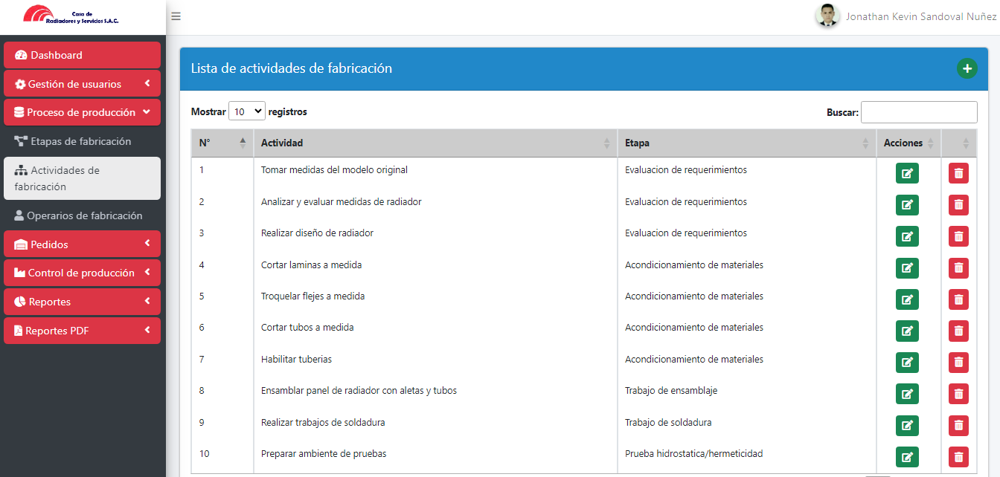 Casa de
Radiadores y Servicios S.A.C.
Jonathan Kevin Sandoval Nuñez
Dashboard
Gestión de usuarios
Proceso de producción
Etapas de fabricación
Actividades de
fabricación
Operarios de fabricación
Pedidos
Control de producción
Reportes
Reportes PDF
Lista de actividades de fabricación
Mostrar 10 registros
Buscar:
N° Actividad Etapa Acciones
1 Tomar medidas del modelo original Evaluacion de requerimientos
2 Analizar y evaluar medidas de radiador Evaluacion de requerimientos
3 Realizar diseño de radiador Evaluacion de requerimientos
4 Cortar laminas a medida Acondicionamiento de materiales
5 Troquelar flejes a medida Acondicionamiento de materiales
6 Cortar tubos a medida Acondicionamiento de materiales
7 Habilitar tuberias Acondicionamiento de materiales
8 Ensamblar panel de radiador con aletas y tubos Trabajo de ensamblaje
9 Realizar trabajos de soldadura Trabajo de soldadura
10 Preparar ambiente de pruebas Prueba hidrostatica/hermeticidad